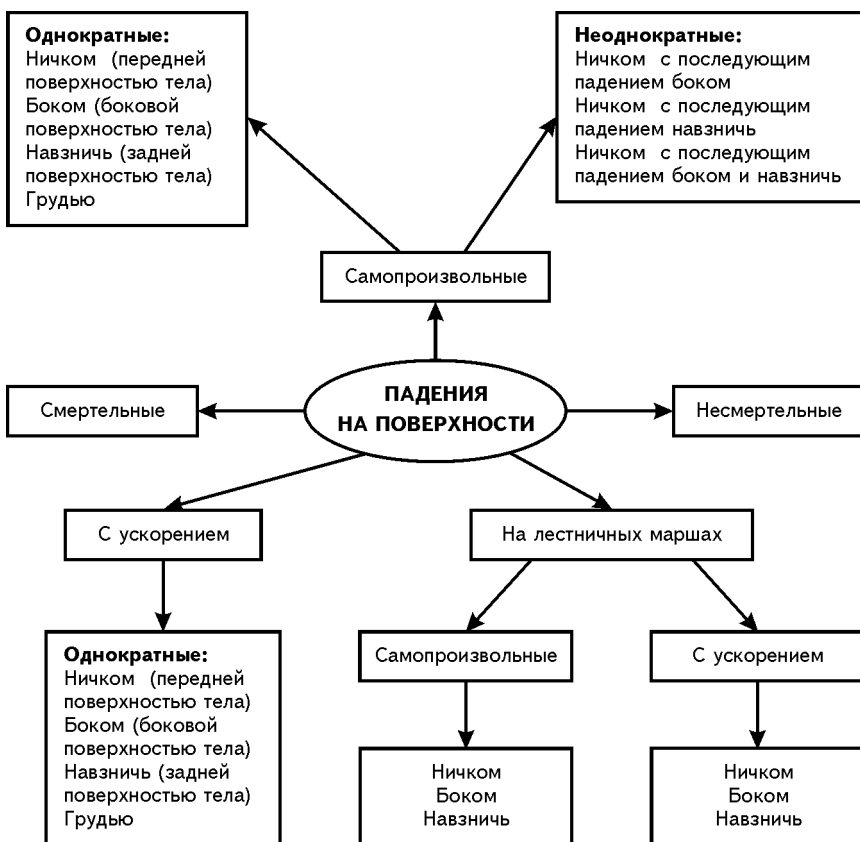 Однократные:
Ничком (передней
поверхностью тела)
Боком (боковой
поверхностью тела)
Навзничь (задней
поверхностью тела)
Грудью
Неоднократные:
Ничком с последующим
падением боком
Ничком с последующим
падением навзничь
Ничком с последующим
падением боком и навзничь
Самопроизвольные
ПАДЕНИЯ
НА ПОВЕРХНОСТИ
Смертельные
Несмертельные
С ускорением
На лестничных маршах
Однократные:
Ничком (передней
поверхностью тела)
Боком (боковой
поверхностью тела)
Навзничь (задней
поверхностью тела)
Грудью
Самопроизвольные
С ускорением
Ничком
Боком
Навзничь
Ничком
Боком
Навзничь